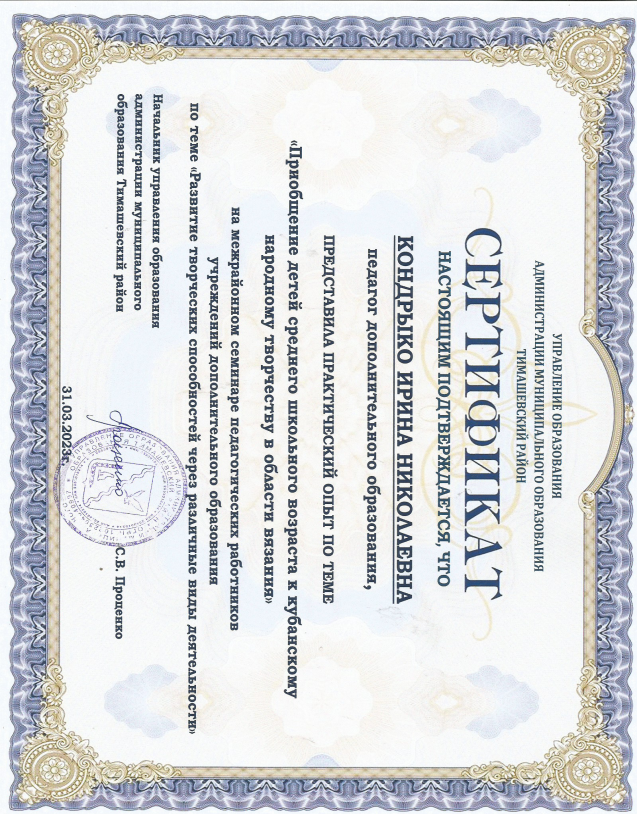 УПРАВЛЕНИЕ ОБРАЗОВАНИЯ
АДМИНИСТРАЦИИ МУНИЦИПАЛЬНОГО ОБРАЗОВАНИЯ
ТИМАШЕВСКИЙ РАЙОН
СЕРТИФИКАТ
НАСТОЯЩИМ ПОДТВЕРЖДАЕТСЯ, ЧТО
КОНДРЫКО ИРИНА НИКОЛАЕВНА
педагог дополнительного образования,
ПРЕДСТАВИЛА ПРАКТИЧЕСКИЙ ОПЫТ ПО ТЕМЕ
«Приобщение детей среднего школьного возраста к кубанскому
народному творчеству в области вязания»
на межрайонном семинаре педагогических работников
учреждений дополнительного образования
по теме «Развитие творческих способностей через различные виды деятельности»
Начальник управления образования
администрации муниципального
образования Тимашевский район
С.В. Проценко
31.03.2023г.